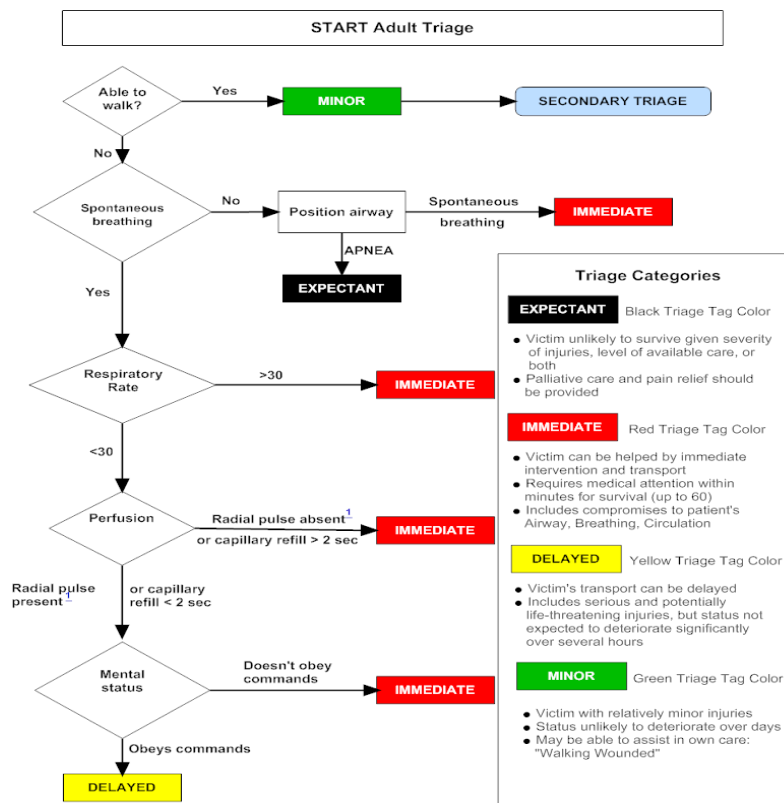 START Adult Triage
Able to
walk?
Yes
MINOR
SECONDARY TRIAGE
No
Spontaneous
breathing
No
Position airway
Spontaneous
breathing
IMMEDIATE
APNEA
EXPECTANT
Yes
Respiratory
Rate
>30
IMMEDIATE
<30
Perfusion
Radial pulse absent1
or capillary refill > 2 sec
IMMEDIATE
Radial pulse
present1
or capillary
refill < 2 sec
Mental
status
Doesn't obey
commands
IMMEDIATE
Obeys commands
DELAYED
Triage Categories
EXPECTANT Black Triage Tag Color
● Victim unlikely to survive given severity
of injuries, level of available care, or
both
● Palliative care and pain relief should
be provided
IMMEDIATE Red Triage Tag Color
● Victim can be helped by immediate
intervention and transport
● Requires medical attention within
minutes for survival (up to 60)
● Includes compromises to patient's
Airway, Breathing, Circulation
DELAYED Yellow Triage Tag Color
● Victim's transport can be delayed
● Includes serious and potentially
life-threatening injuries, but status not
expected to deteriorate significantly
over several hours
MINOR Green Triage Tag Color
● Victim with relatively minor injuries
● Status unlikely to deteriorate over days
● May be able to assist in own care:
"Walking Wounded"